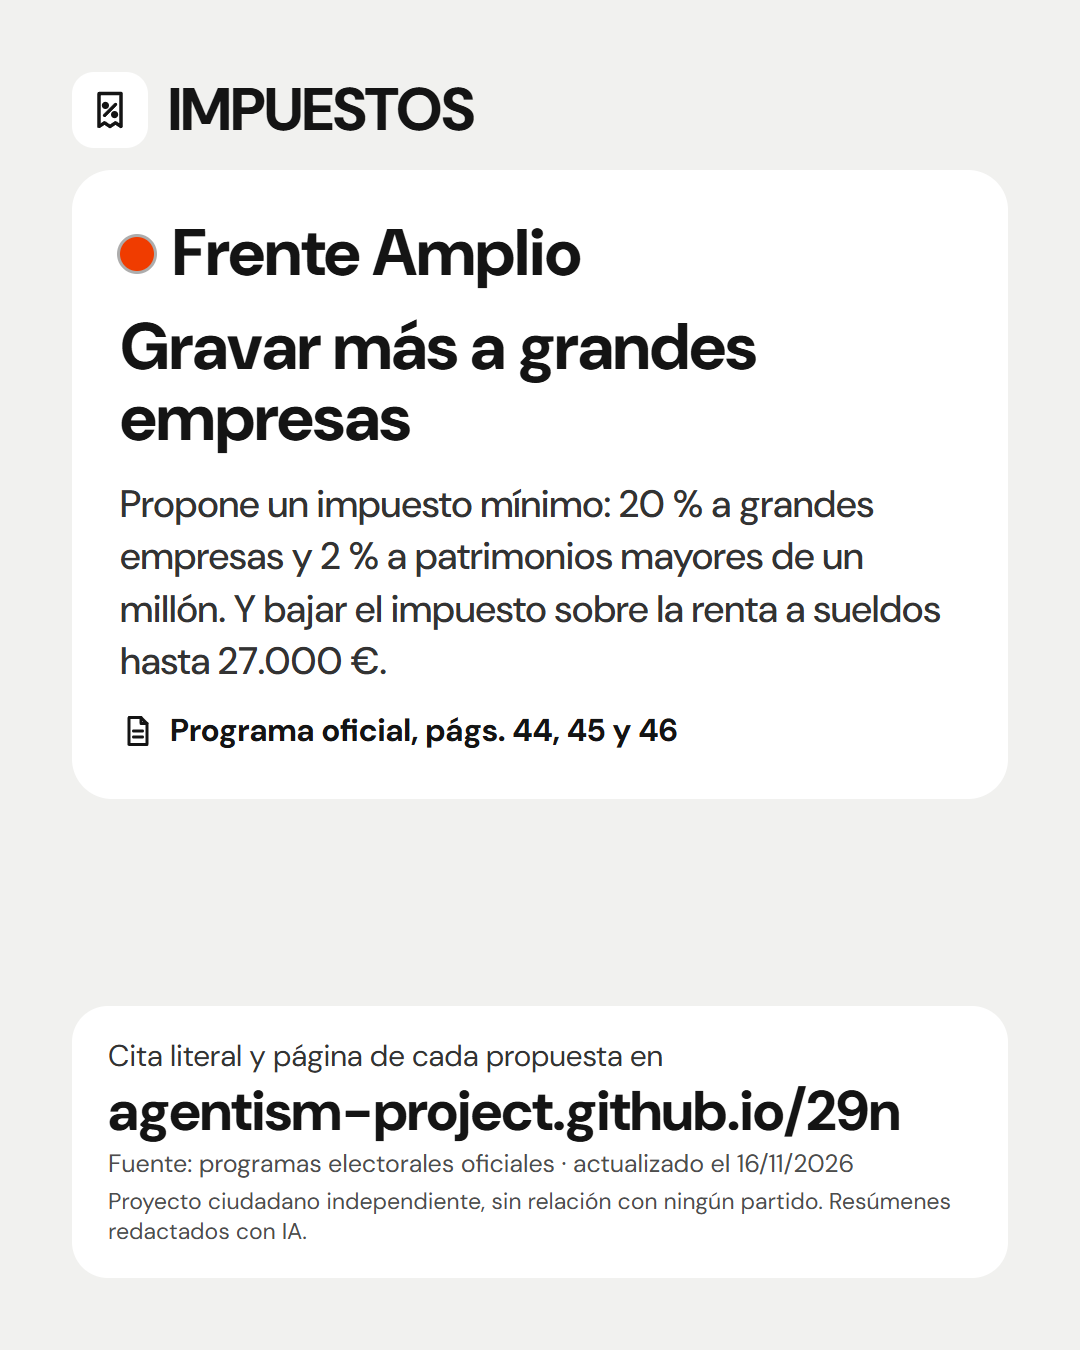 IMPUESTOS
Frente Amplio
Gravar más a grandes
empresas
Propone un impuesto mínimo: 20 % a grandes
empresas y 2 % a patrimonios mayores de un
millón. Y bajar el impuesto sobre la renta a sueldos
hasta 27.000 €.
Programa oficial, págs. 44, 45 y 46
Cita literal y página de cada propuesta en
agentism-project.github.io/29n
Fuente: programas electorales oficiales · actualizado el 16/11/2026
Proyecto ciudadano independiente, sin relación con ningún partido. Resúmenes
redactados con IA.